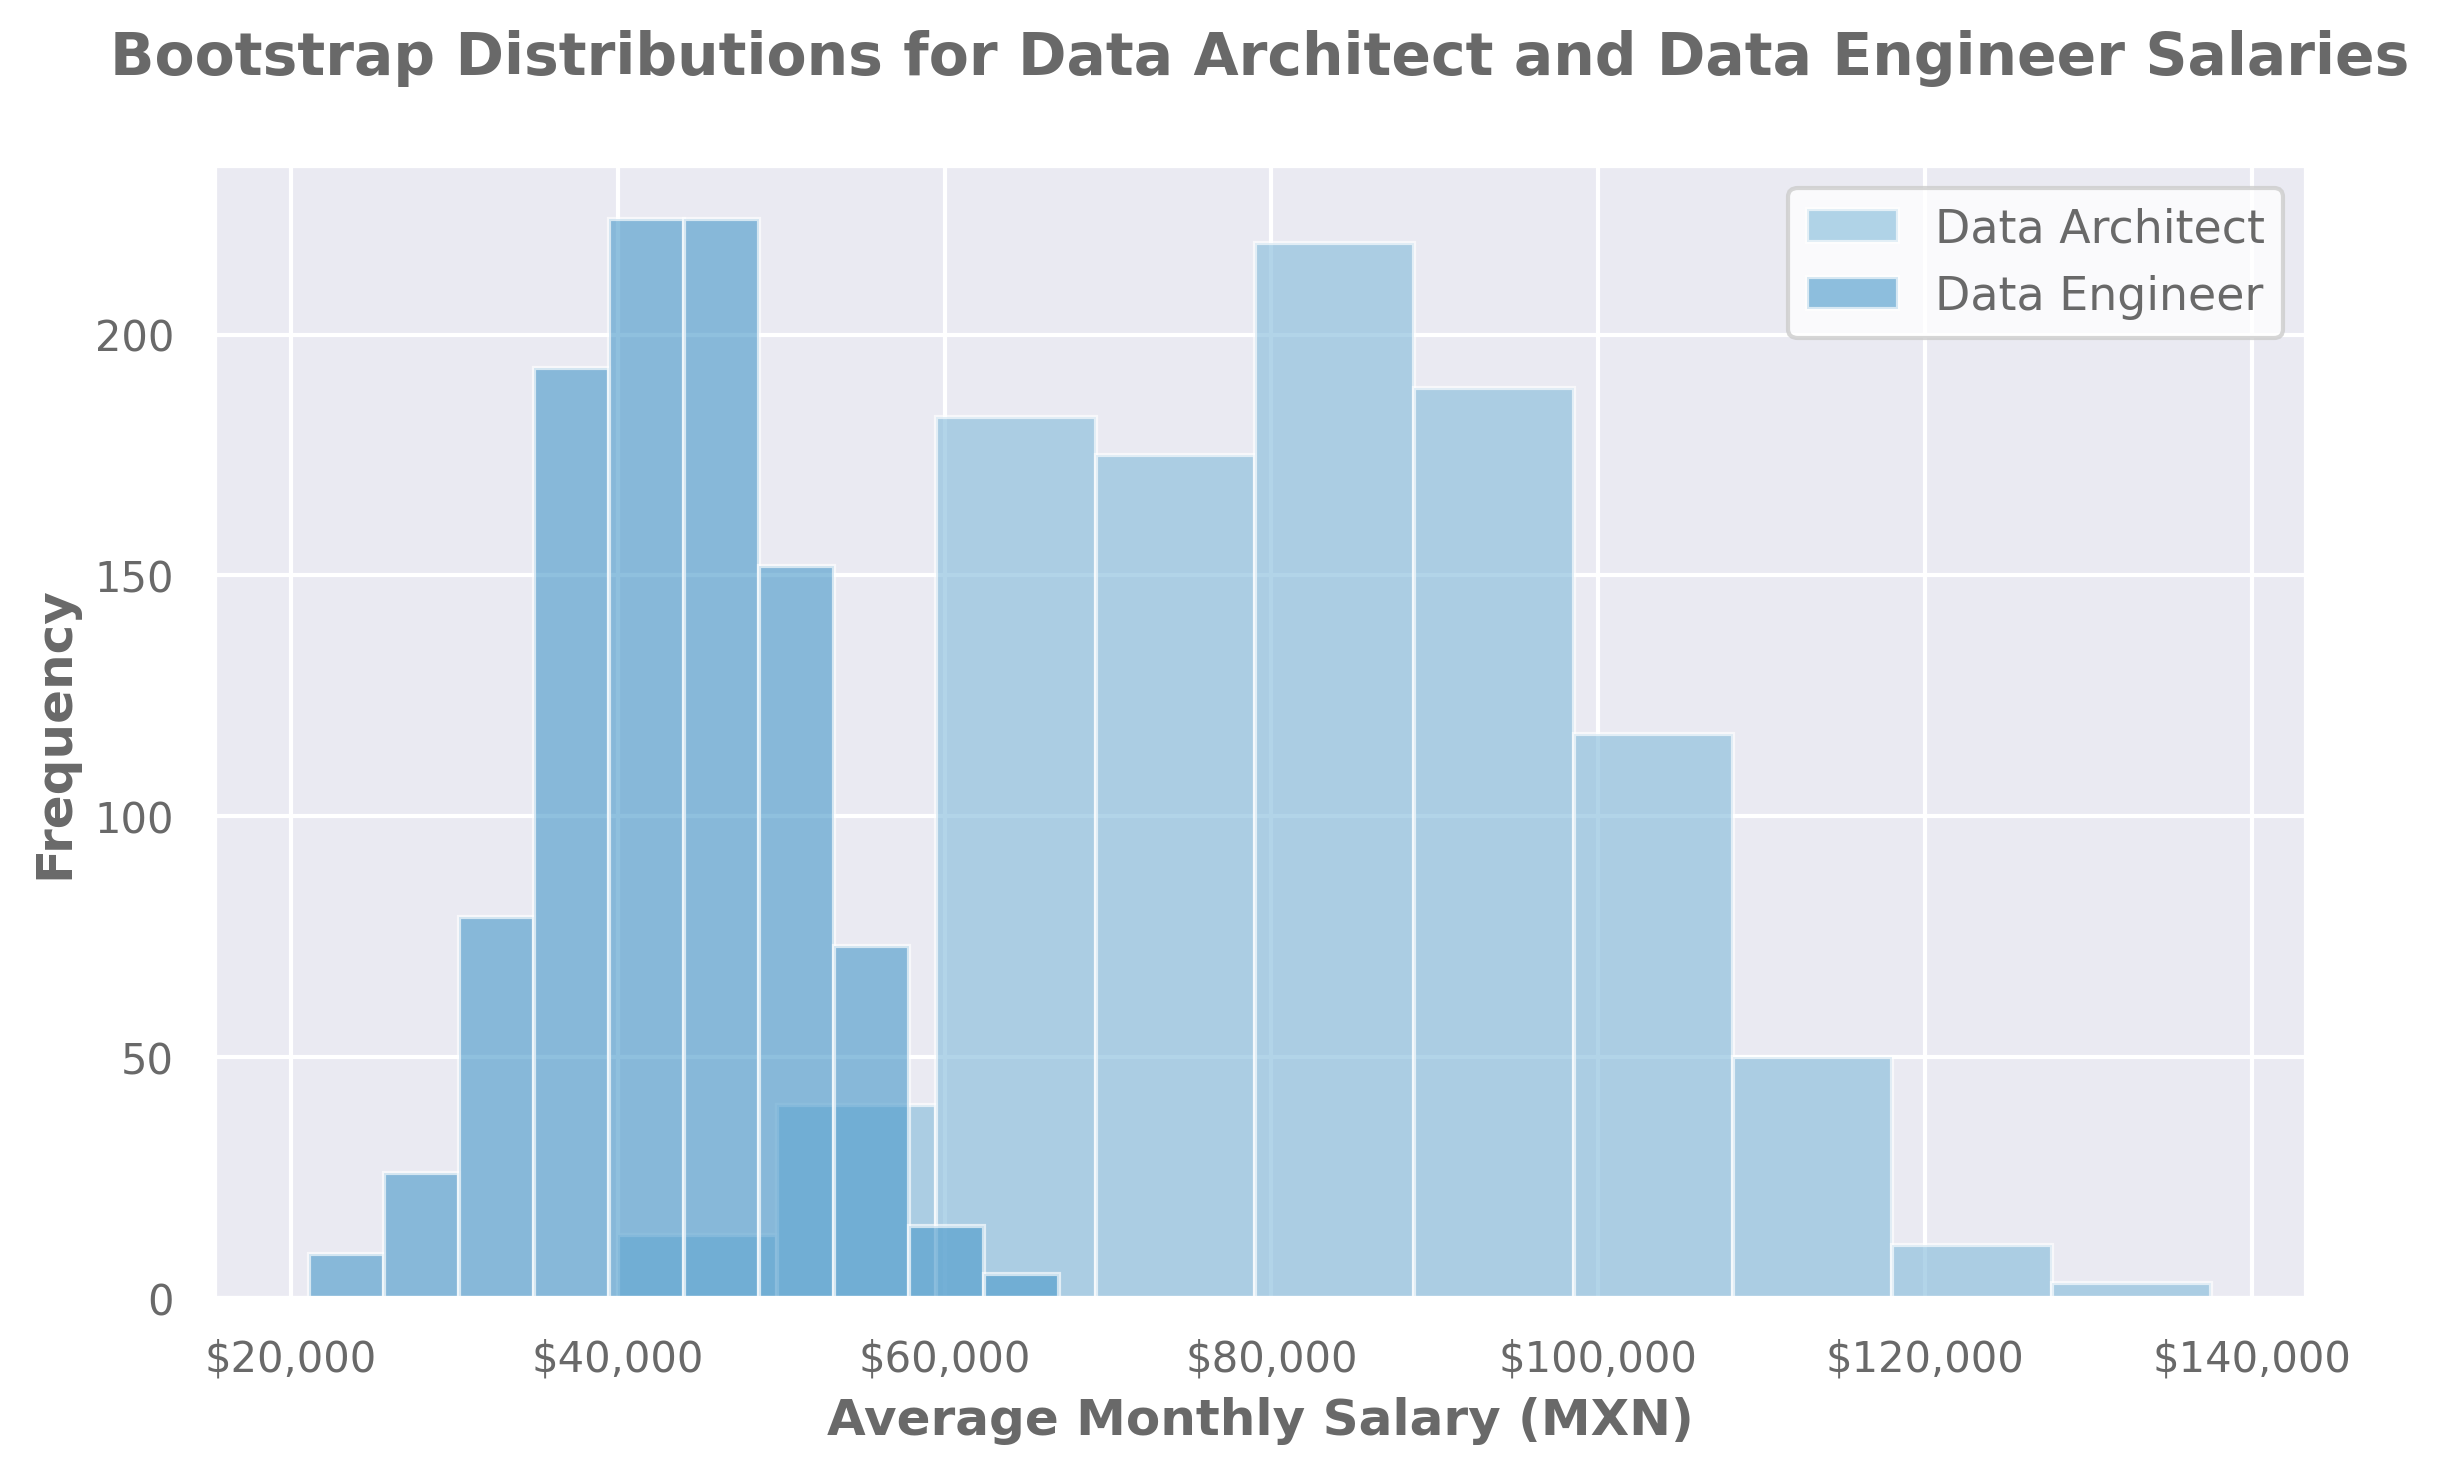 Bootstrap Distributions for Data Architect and Data Engineer Salaries
Data Architect
Data Engineer
Frequency
200
150
100
50
0
$20,000 $40,000 $60,000 $80,000 $100,000 $120,000 $140,000
Average Monthly Salary (MXN)